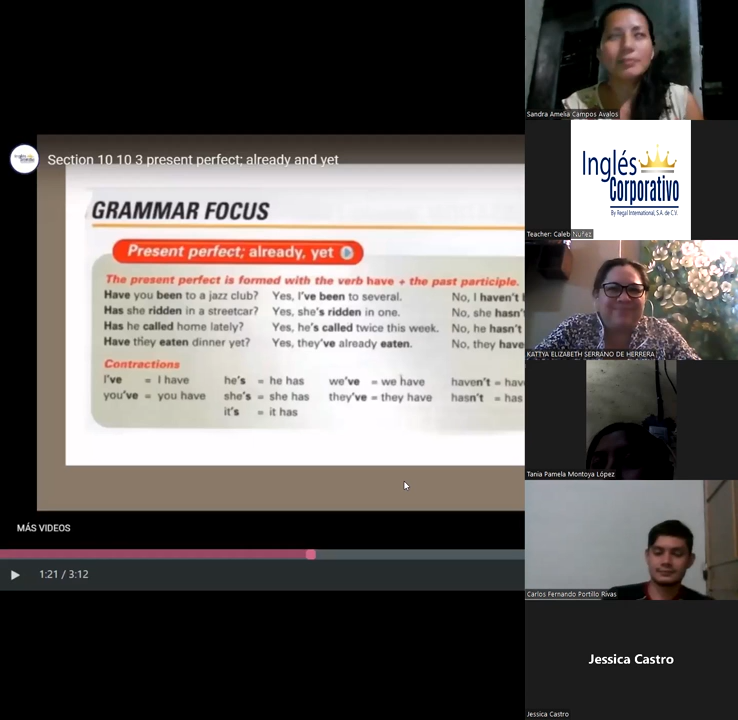 Section 10 10 3 present perfect; already and yet
GRAMMAR FOCUS
Present perfect; already, yet
The present perfect is formed with the verb have + the past participle.
Have you been to a jazz club? Yes, I've been to several. No, I haven't
Has she ridden in a streetcar? Yes, she's ridden in one. No, she hasn't
Has he called home lately? Yes, he's called twice this week. No, he hasn't
Have they eaten dinner yet? Yes, they've already eaten. No, they have
Contractions
I've = I have he's = he has we've = we have haven't = hav
you've = you have she's = she has they've = they have hasn't = has
it's = it has
MÁS VIDEOS
1:21 / 3:12
Sandra Amelia Campos Avalos
Inglés
Corporativo
By Regal International, S.A. de C.V.
Teacher: Caleb Nuñez
KATTYA ELIZABETH SERRANO DE HERRERA
Tania Pamela Montoya López
Carlos Fernando Portillo Rivas
Jessica Castro
Jessica Castro